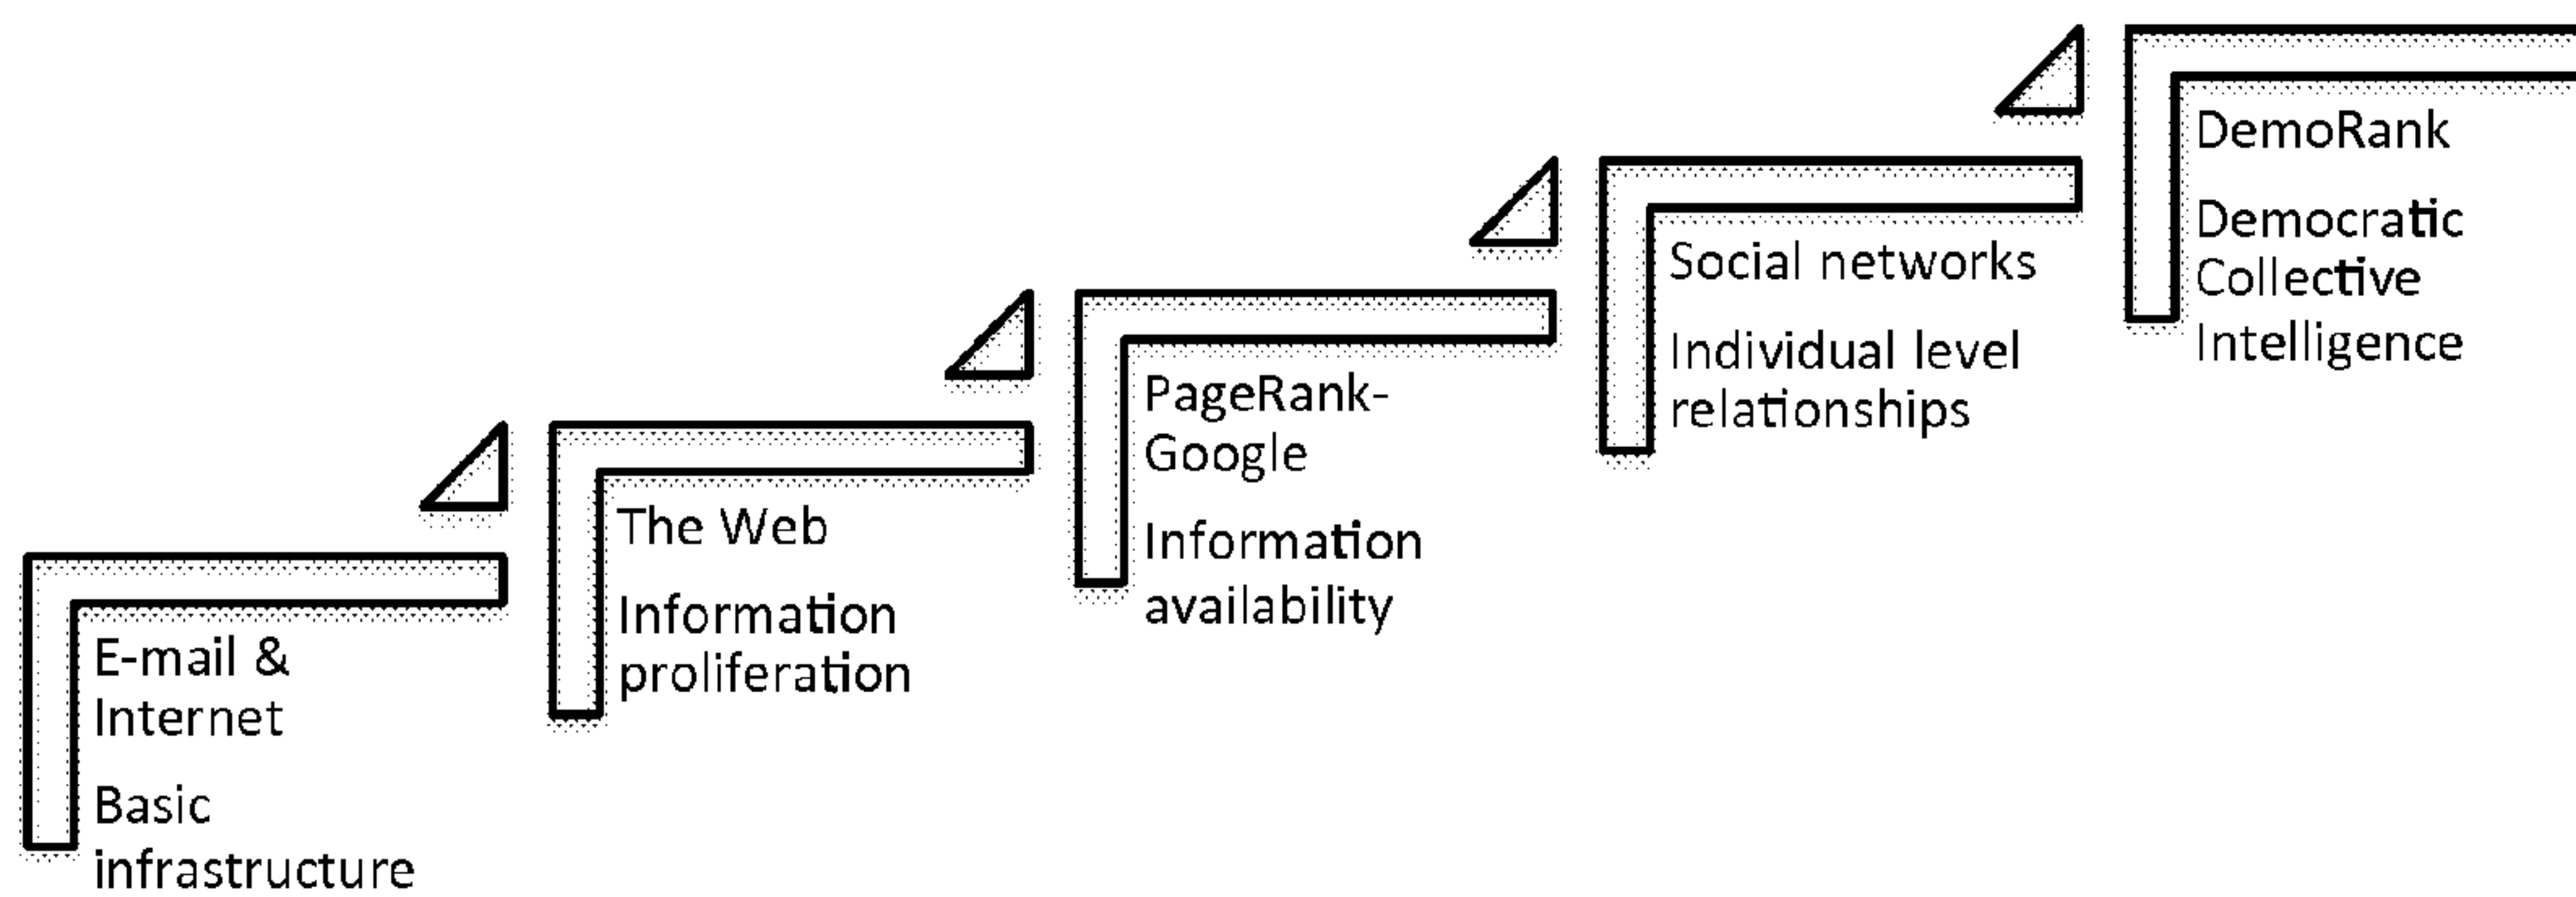 E-mail &
Internet
Basic
infrastructure
The Web
Information
proliferation
PageRank-
Google
Information
availability
Social networks
Individual level
relationships
DemoRank
Democratic
Collective
Intelligence